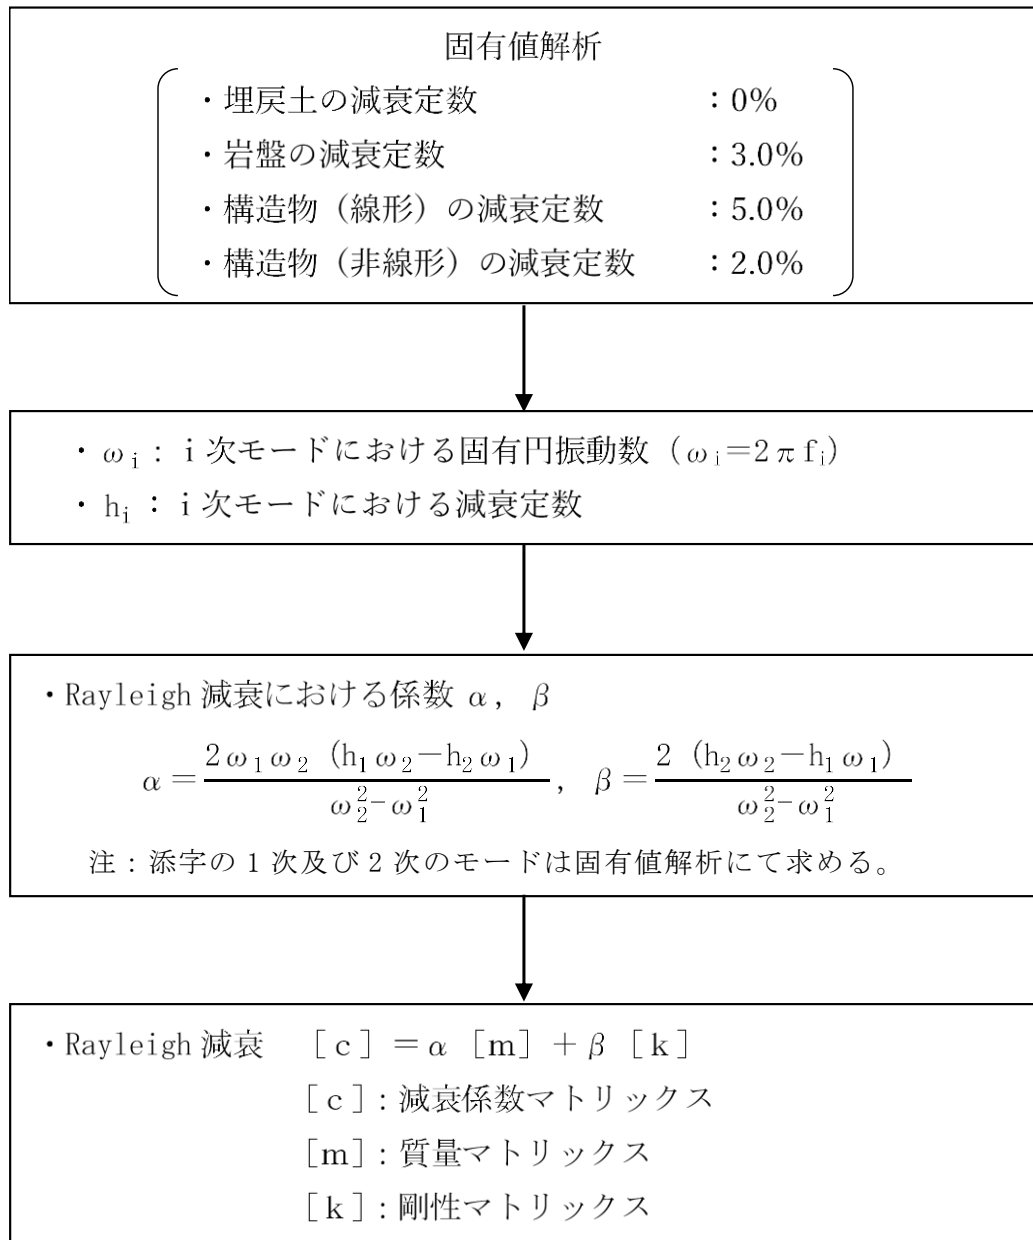 固有値解析
・埋戻土の減衰定数　：0%
・岩盤の減衰定数　：3.0%
・構造物（線形）の減衰定数　：5.0%
・構造物（非線形）の減衰定数　：2.0%
・ω_i：i次モードにおける固有円振動数（ω_i=2πf_i）
・h_i：i次モードにおける減衰定数
・Rayleigh減衰における係数 α, β
α=\frac{2ω_1ω_2 (h_1ω_2−h_2ω_1)}{ω_2^2-ω_1^2}, β=\frac{2 (h_2ω_2−h_1ω_1)}{ω_2^2-ω_1^2}
注：添字の1次及び2次のモードは固有値解析にて求める。
・Rayleigh減衰　[c]=α [m]+β [k]
[c]：減衰係数マトリックス
[m]：質量マトリックス
[k]：剛性マトリックス